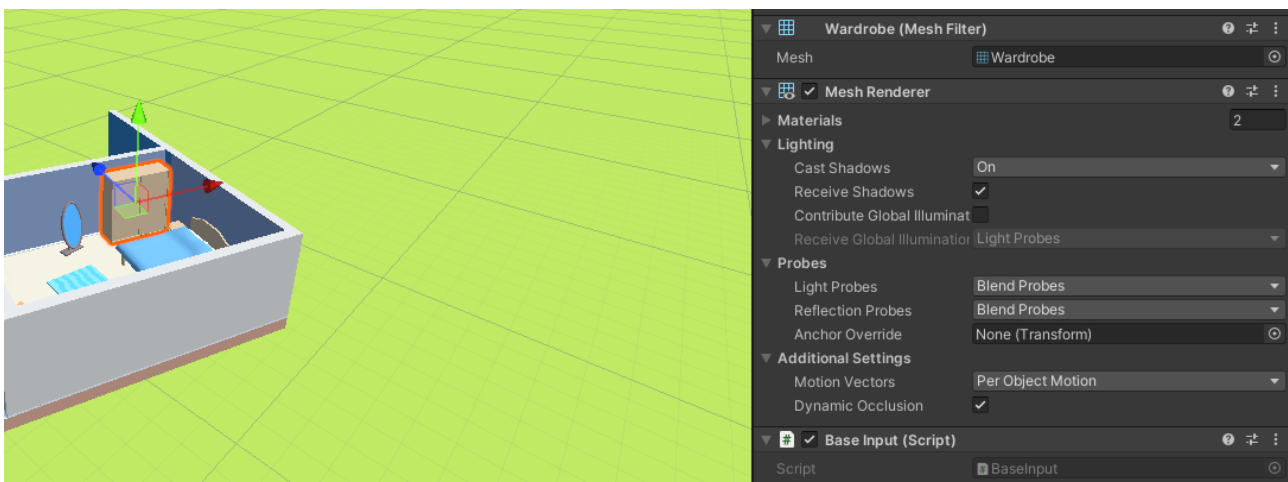 Wardrobe (Mesh Filter)
Mesh Wardrobe
Mesh Renderer
Materials 2
Lighting
Cast Shadows On
Receive Shadows
Contribute Global Illuminat
Receive Global Illumination Light Probes
Probes
Light Probes Blend Probes
Reflection Probes Blend Probes
Anchor Override None (Transform)
Additional Settings
Motion Vectors Per Object Motion
Dynamic Occlusion
# Base Input (Script)
Script BaseInput